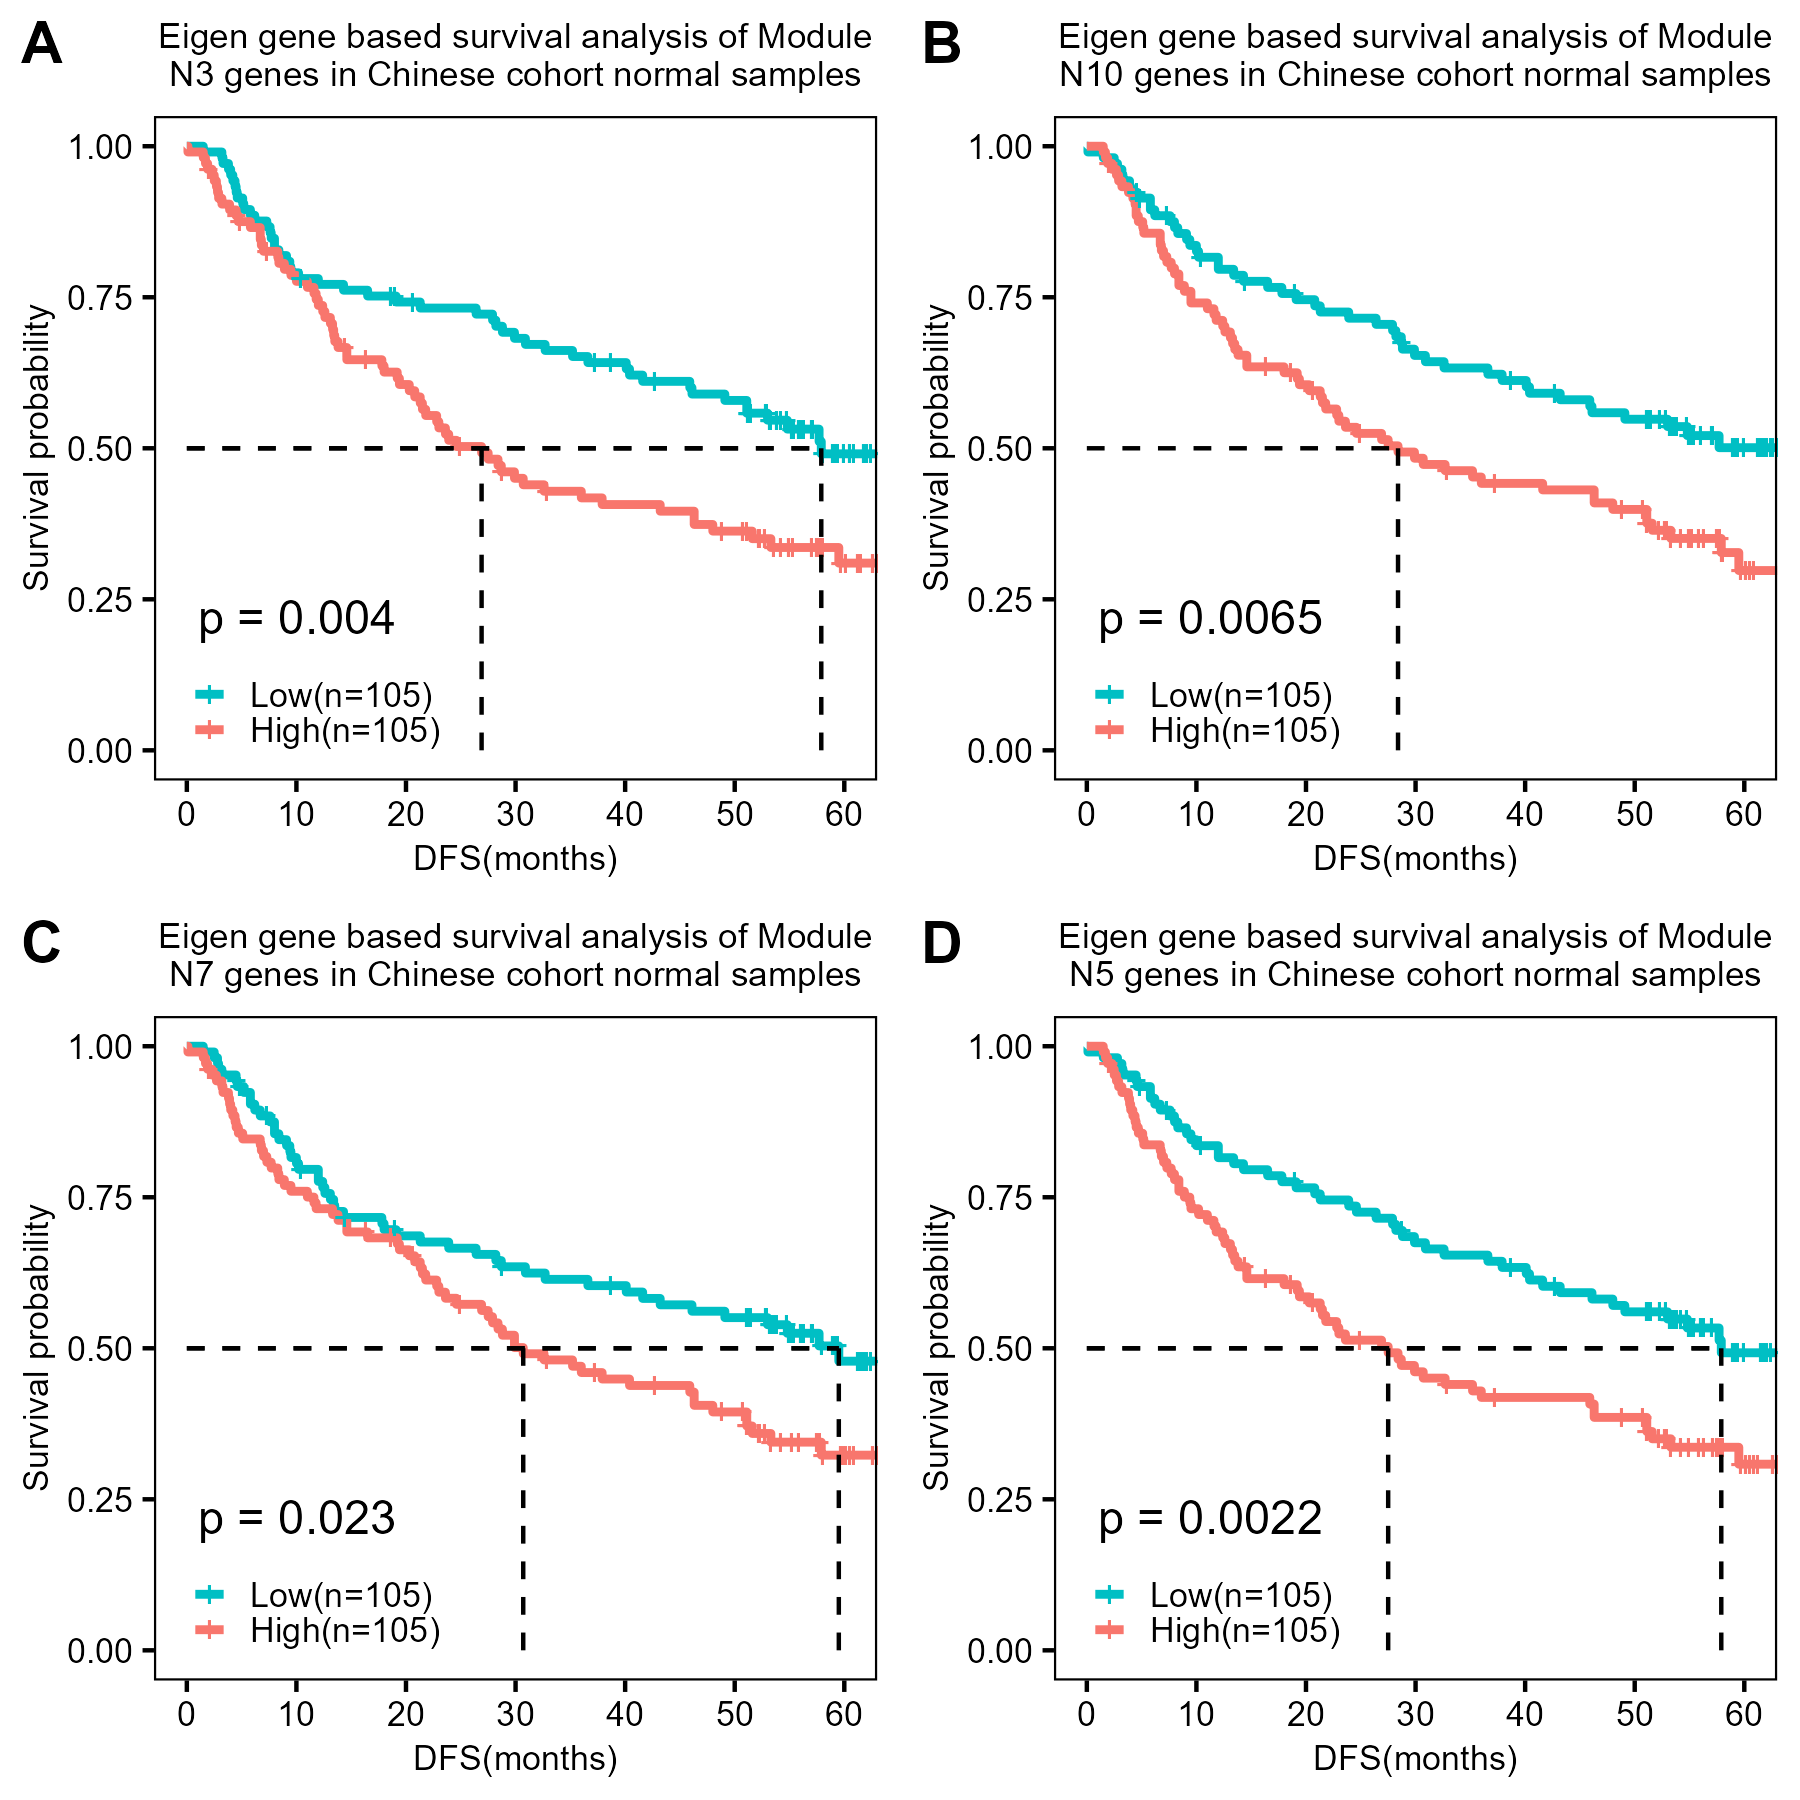 A
Eigen gene based survival analysis of Module
N3 genes in Chinese cohort normal samples
Survival probability
1.00
0.75
0.50
0.25
0.00
p = 0.004
Low(n=105)
High(n=105)
0 10 20 30 40 50 60
DFS(months)
B
Eigen gene based survival analysis of Module
N10 genes in Chinese cohort normal samples
Survival probability
1.00
0.75
0.50
0.25
0.00
p = 0.0065
Low(n=105)
High(n=105)
0 10 20 30 40 50 60
DFS(months)
C
Eigen gene based survival analysis of Module
N7 genes in Chinese cohort normal samples
Survival probability
1.00
0.75
0.50
0.25
0.00
p = 0.023
Low(n=105)
High(n=105)
0 10 20 30 40 50 60
DFS(months)
D
Eigen gene based survival analysis of Module
N5 genes in Chinese cohort normal samples
Survival probability
1.00
0.75
0.50
0.25
0.00
p = 0.0022
Low(n=105)
High(n=105)
0 10 20 30 40 50 60
DFS(months)